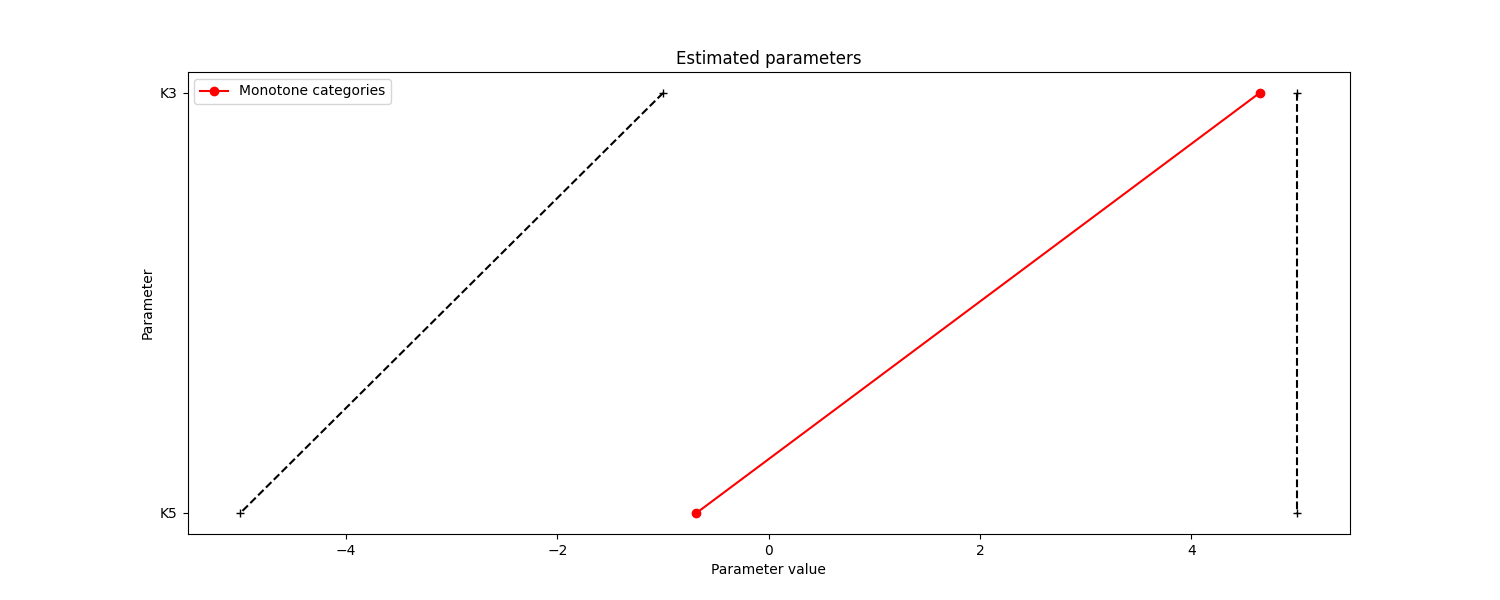 Estimated parameters
Monotone categories
K3
K5
Parameter
−4
−2
0
2
4
Parameter value